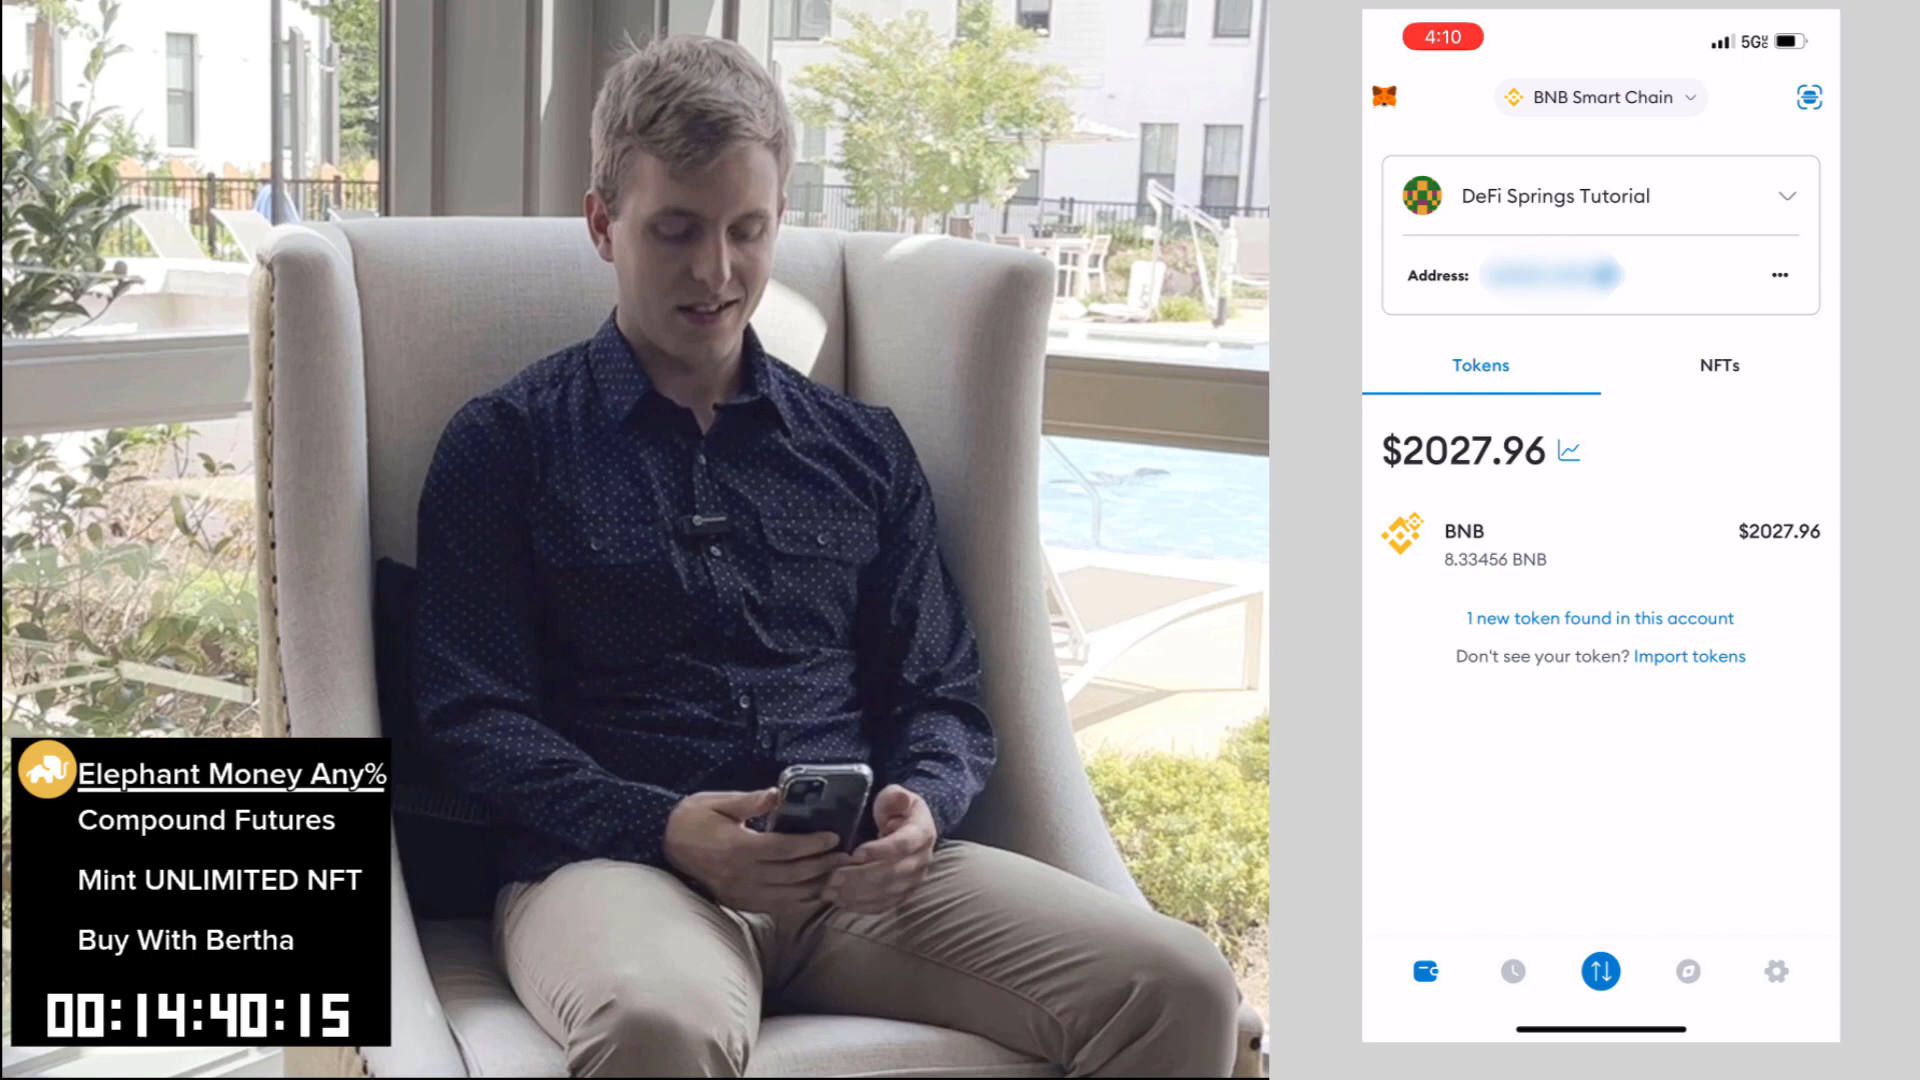 Elephant Money Any%
Compound Futures
Mint UNLIMITED NFT
Buy With Bertha
00:14:40:15
4:10
5G
BNB Smart Chain
DeFi Springs Tutorial
Address:
Tokens
NFTs
$2027.96
BNB
$2027.96
8.33456 BNB
1 new token found in this account
Don't see your token? Import tokens